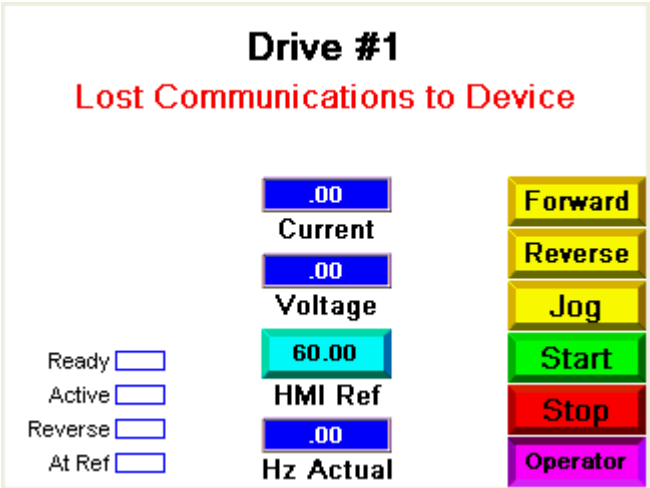 Drive #1
Lost Communications to Device
.00
Current
.00
Voltage
60.00
HMI Ref
.00
Hz Actual
Ready
Active
Reverse
At Ref
Forward
Reverse
Jog
Start
Stop
Operator